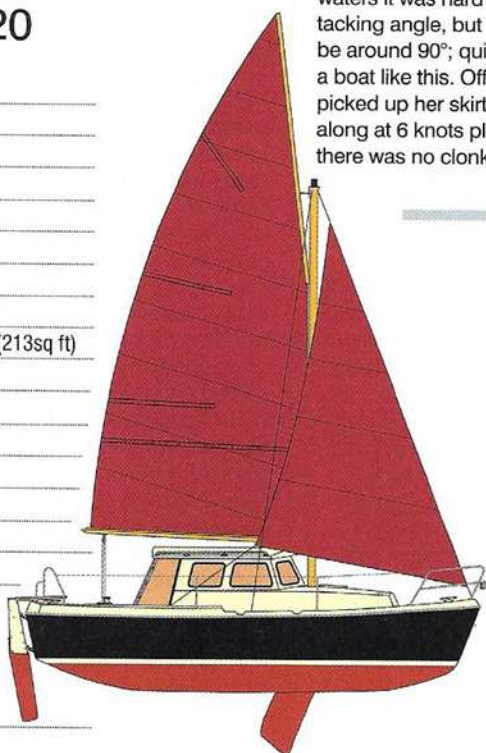 20
waters it was hard
tacking angle, but
be around 90°; qui
a boat like this. Off
picked up her skirt
along at 6 knots pl
there was no clonk
(213sq ft)